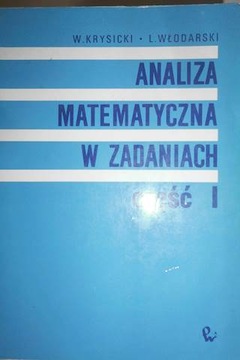 W. KRYSICKI · L. WŁODARSKI
ANALIZA
MATEMATYCZNA
W ZADANIACH
CZĘŚĆ I